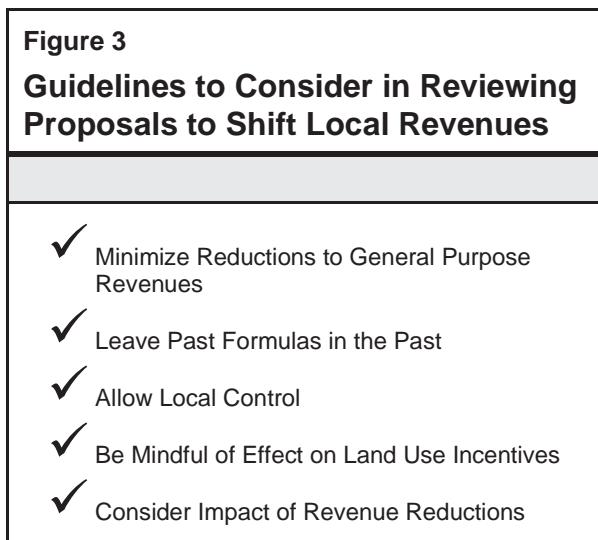 Figure 3
Guidelines to Consider in Reviewing
Proposals to Shift Local Revenues
Minimize Reductions to General Purpose
Revenues
Leave Past Formulas in the Past
Allow Local Control
Be Mindful of Effect on Land Use Incentives
Consider Impact of Revenue Reductions